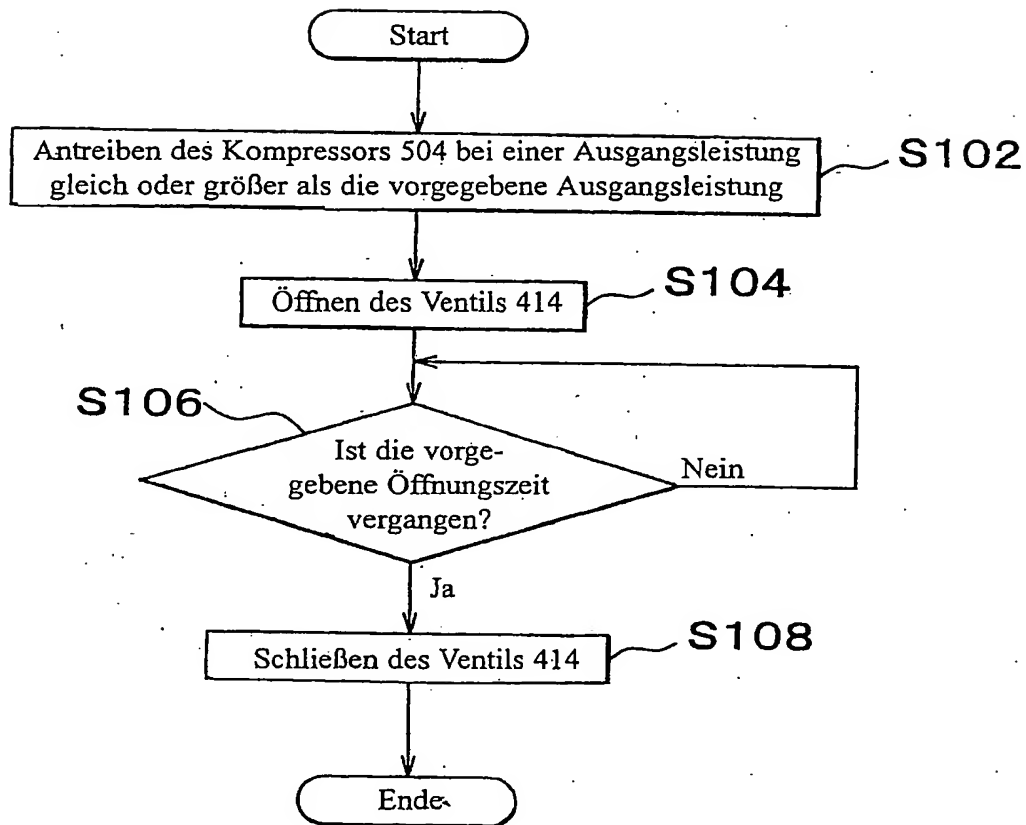 Start
Antreiben des Kompressors 504 bei einer Ausgangsleistung
gleich oder größer als die vorgegebene Ausgangsleistung
S102
Öffnen des Ventils 414
S104
S106
Ist die vorge-
gebene Öffnungszeit
vergangen?
Nein
Ja
Schließen des Ventils 414
S108
Ende